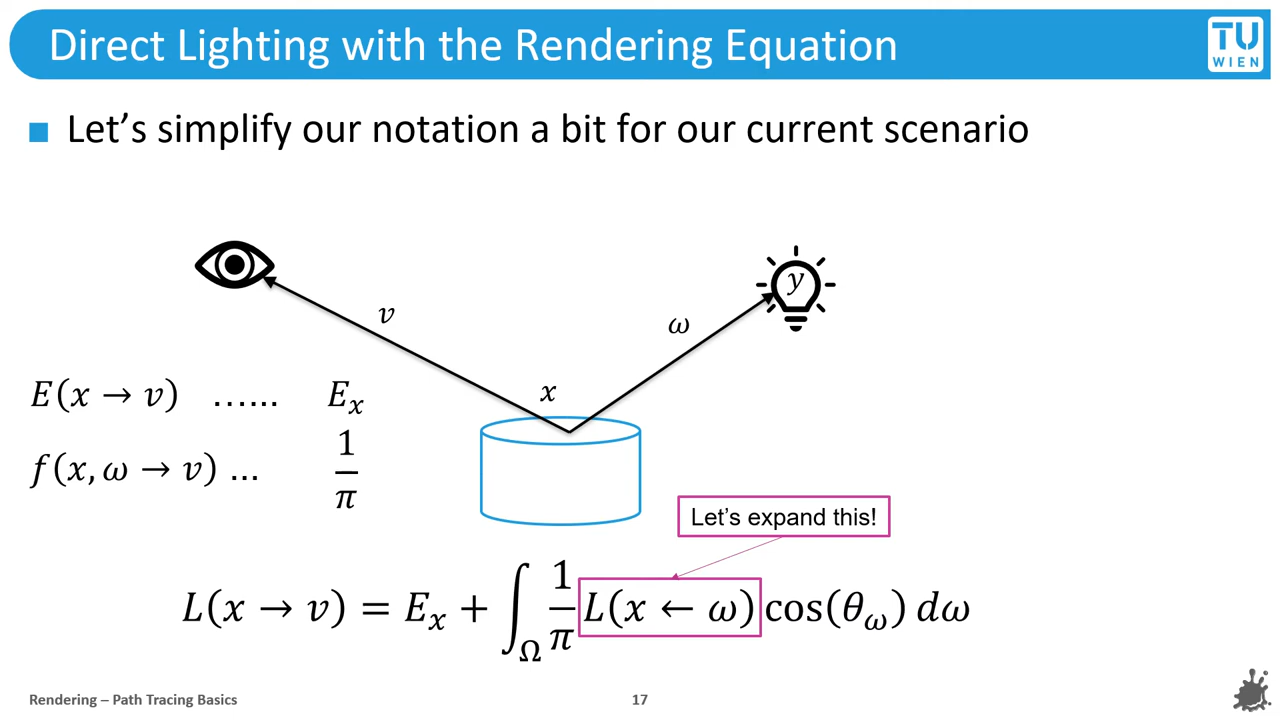 Direct Lighting with the Rendering Equation
TU
WIEN
Let's simplify our notation a bit for our current scenario
y
v
ω
x
E(x → v) …... E_x
f(x, ω → v) … 1/π
Let's expand this!
L(x → v) = E_x + ∫_Ω 1/π L(x ← ω) cos(θ_ω) dω
Rendering – Path Tracing Basics
17